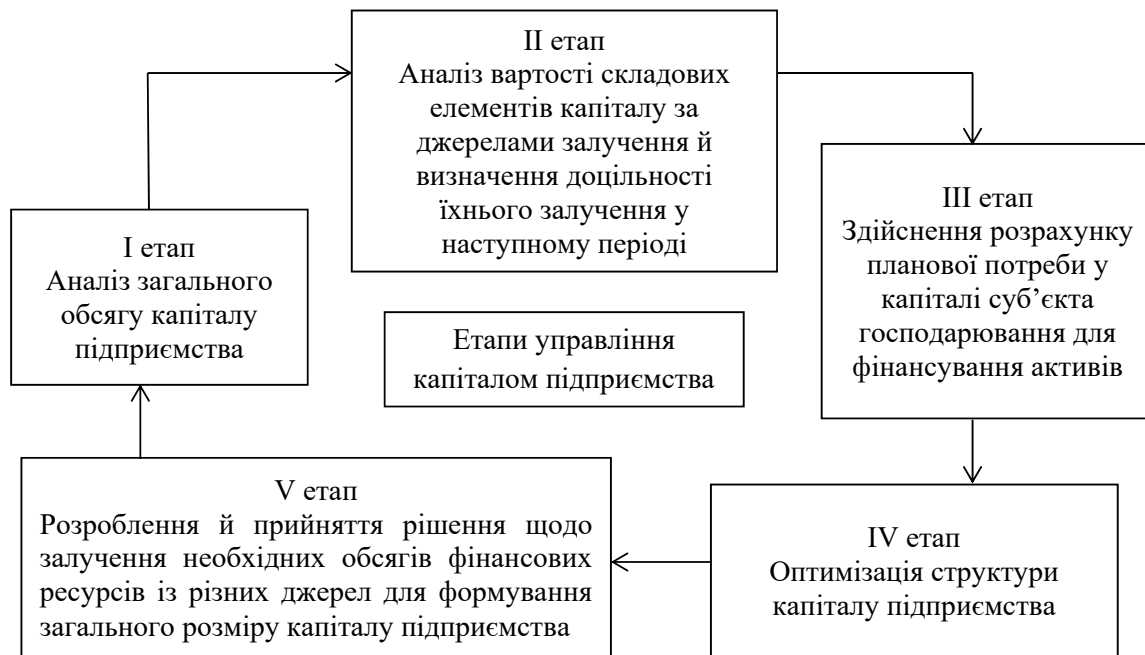 I етап
Аналіз загального
обсягу капіталу
підприємства
II етап
Аналіз вартості складових
елементів капіталу за
джерелами залучення й
визначення доцільності
їхнього залучення у
наступному періоді
III етап
Здійснення розрахунку
планової потреби у
капіталі суб’єкта
господарювання для
фінансування активів
Етапи управління
капіталом підприємства
IV етап
Оптимізація структури
капіталу підприємства
V етап
Розроблення й прийняття рішення щодо
залучення необхідних обсягів фінансових
ресурсів із різних джерел для формування
загального розміру капіталу підприємства